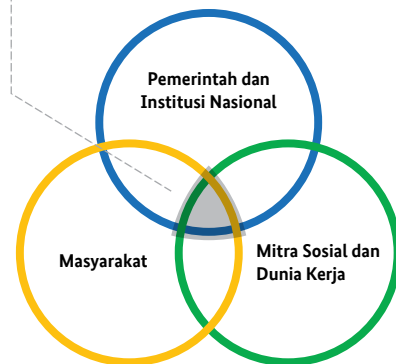 Pemerintah dan
Institusi Nasional
Masyarakat
Mitra Sosial dan
Dunia Kerja